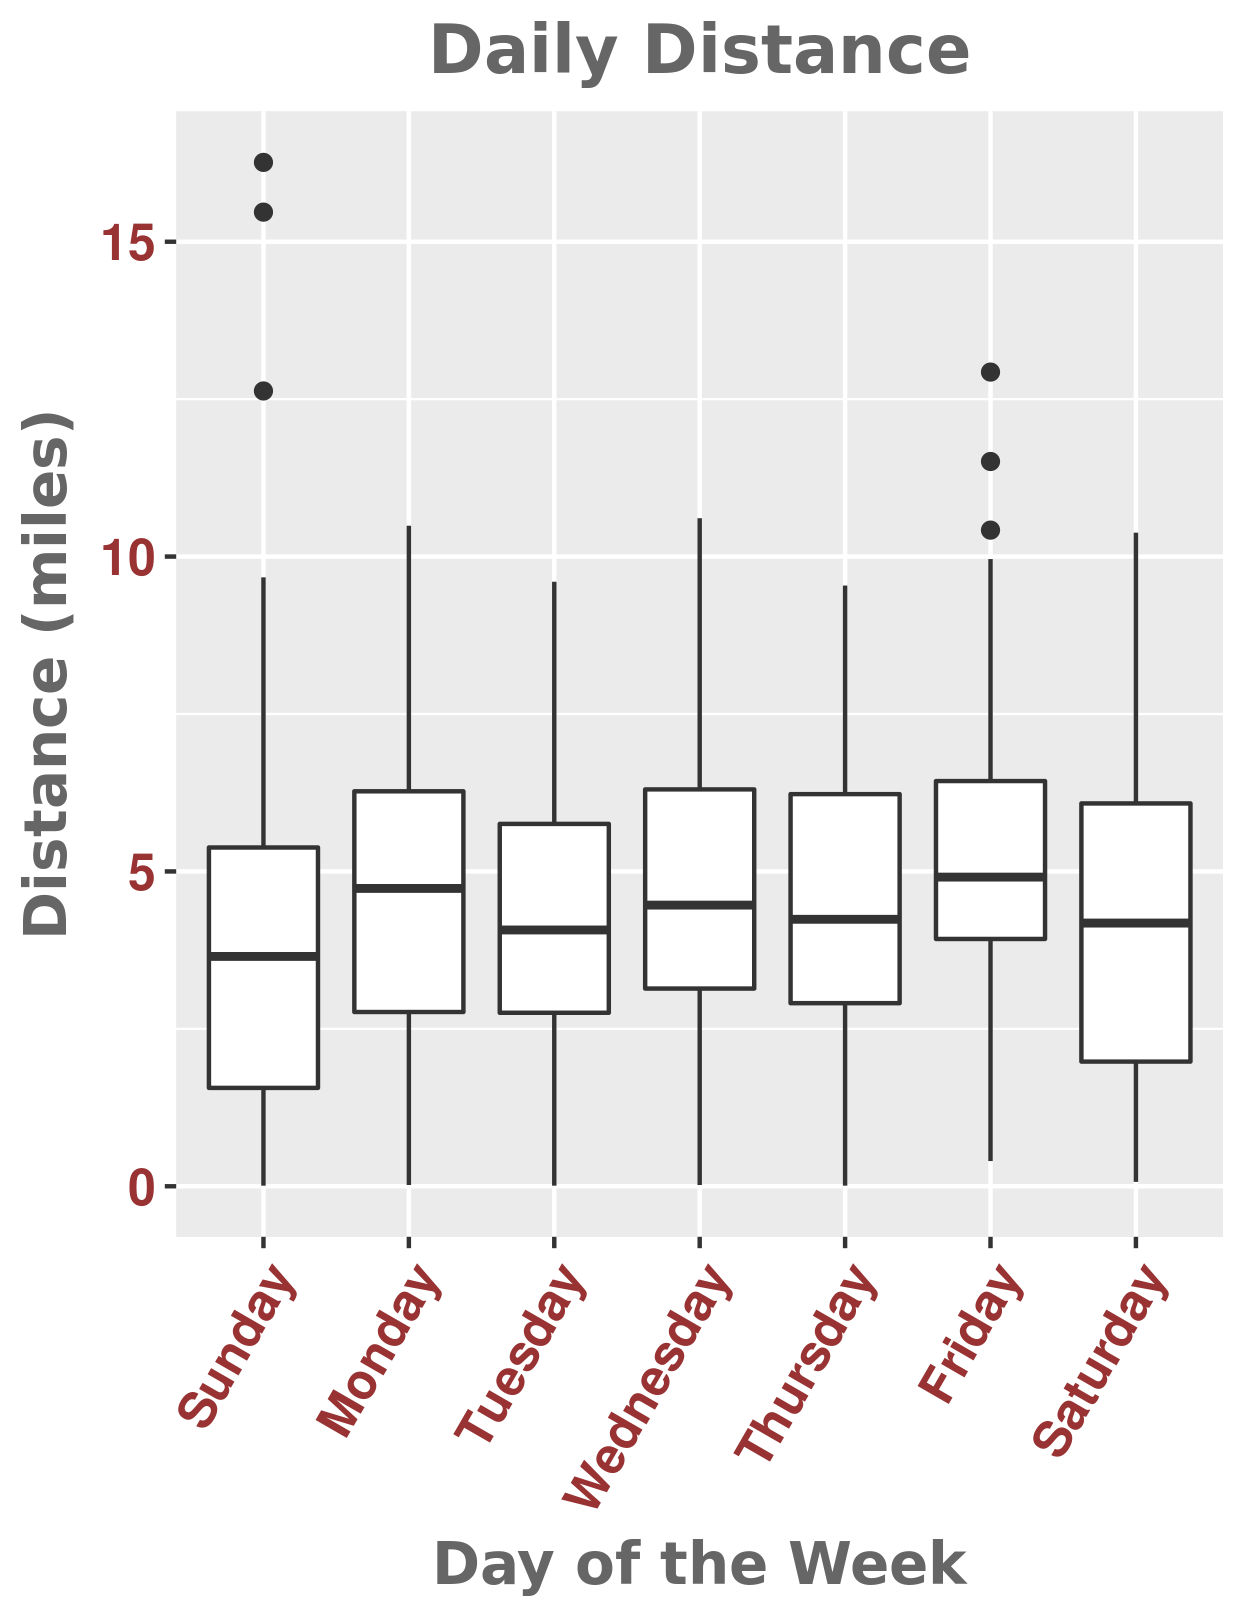 Daily Distance
Distance (miles)
15
10
5
0
Sunday
Monday
Tuesday
Wednesday
Thursday
Friday
Saturday
Day of the Week